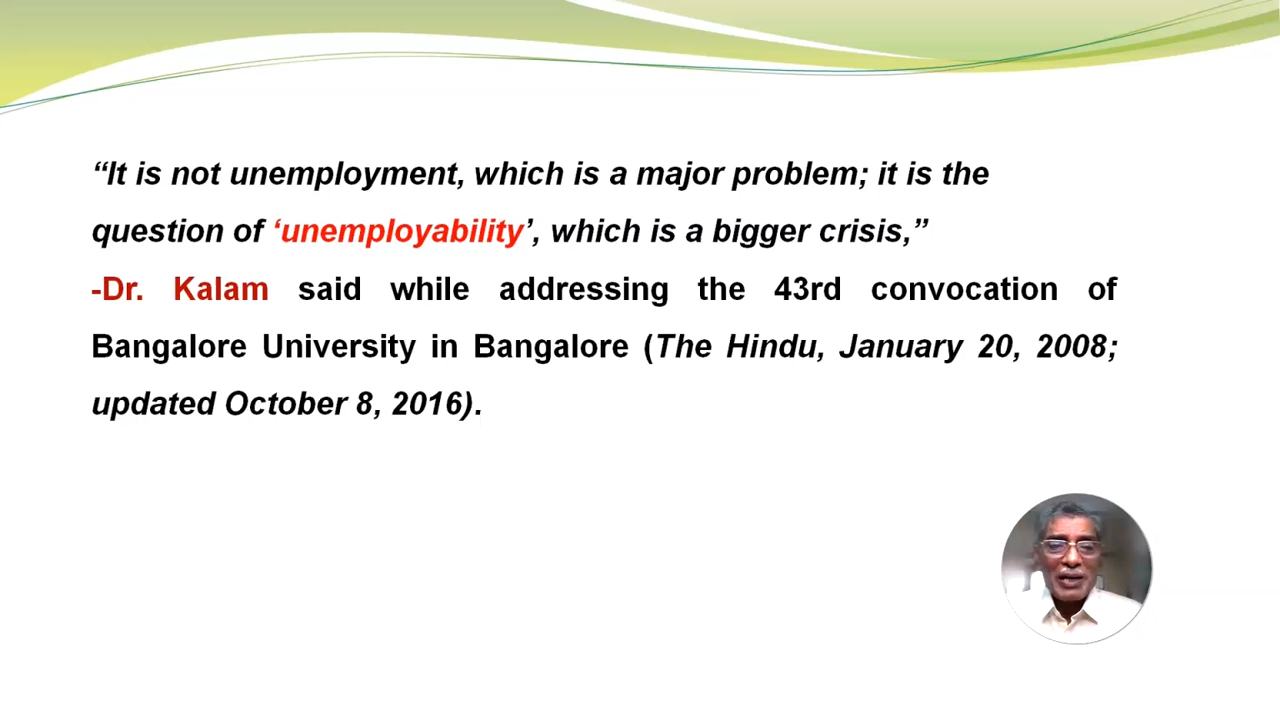 “It is not unemployment, which is a major problem; it is the
question of ‘unemployability’, which is a bigger crisis,”
-Dr. Kalam said while addressing the 43rd convocation of
Bangalore University in Bangalore (The Hindu, January 20, 2008;
updated October 8, 2016).